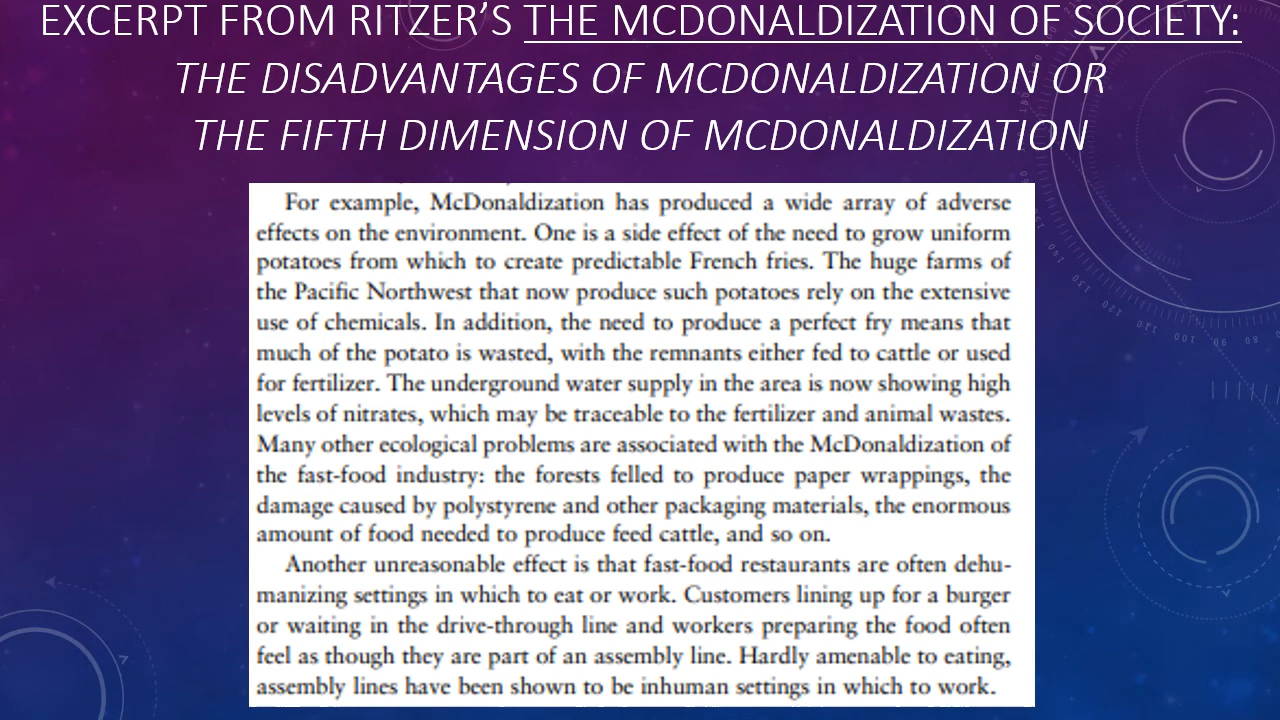 EXCERPT FROM RITZER'S THE MCDONALDIZATION OF SOCIETY:
THE DISADVANTAGES OF MCDONALDIZATION OR
THE FIFTH DIMENSION OF MCDONALDIZATION
For example, McDonaldization has produced a wide array of adverse
effects on the environment. One is a side effect of the need to grow uniform
potatoes from which to create predictable French fries. The huge farms of
the Pacific Northwest that now produce such potatoes rely on the extensive
use of chemicals. In addition, the need to produce a perfect fry means that
much of the potato is wasted, with the remnants either fed to cattle or used
for fertilizer. The underground water supply in the area is now showing high
levels of nitrates, which may be traceable to the fertilizer and animal wastes.
Many other ecological problems are associated with the McDonaldization of
the fast-food industry: the forests felled to produce paper wrappings, the
damage caused by polystyrene and other packaging materials, the enormous
amount of food needed to produce feed cattle, and so on.
Another unreasonable effect is that fast-food restaurants are often dehu-
manizing settings in which to eat or work. Customers lining up for a burger
or waiting in the drive-through line and workers preparing the food often
feel as though they are part of an assembly line. Hardly amenable to eating,
assembly lines have been shown to be inhuman settings in which to work.